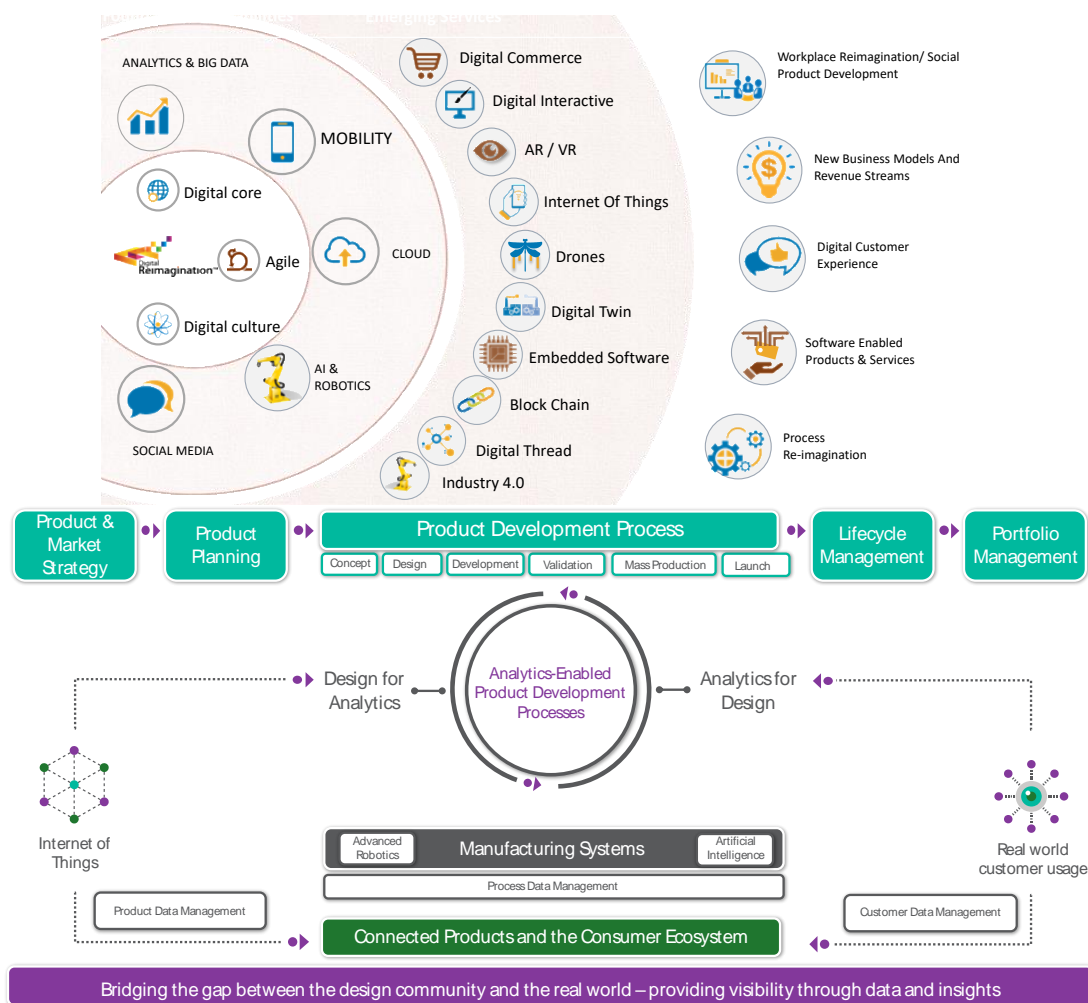 Emerging Services
ANALYTICS & BIG DATA
MOBILITY
CLOUD
AI &
ROBOTICS
SOCIAL MEDIA
Digital core
Digital
Reimagination™
Agile
Digital culture
Digital Commerce
Digital Interactive
AR / VR
Internet Of Things
Drones
Digital Twin
Embedded Software
Block Chain
Digital Thread
Industry 4.0
Workplace Reimagination/ Social
Product Development
New Business Models And
Revenue Streams
Digital Customer
Experience
Software Enabled
Products & Services
Process
Re-imagination
Product &
Market
Strategy
Product
Planning
Product Development Process
Concept
Design
Development
Validation
Mass Production
Launch
Lifecycle
Management
Portfolio
Management
Design for
Analytics
Analytics-Enabled
Product Development
Processes
Analytics for
Design
Internet of
Things
Real world
customer usage
Advanced
Robotics
Manufacturing Systems
Artificial
Intelligence
Process Data Management
Product Data Management
Customer Data Management
Connected Products and the Consumer Ecosystem
Bridging the gap between the design community and the real world – providing visibility through data and insights